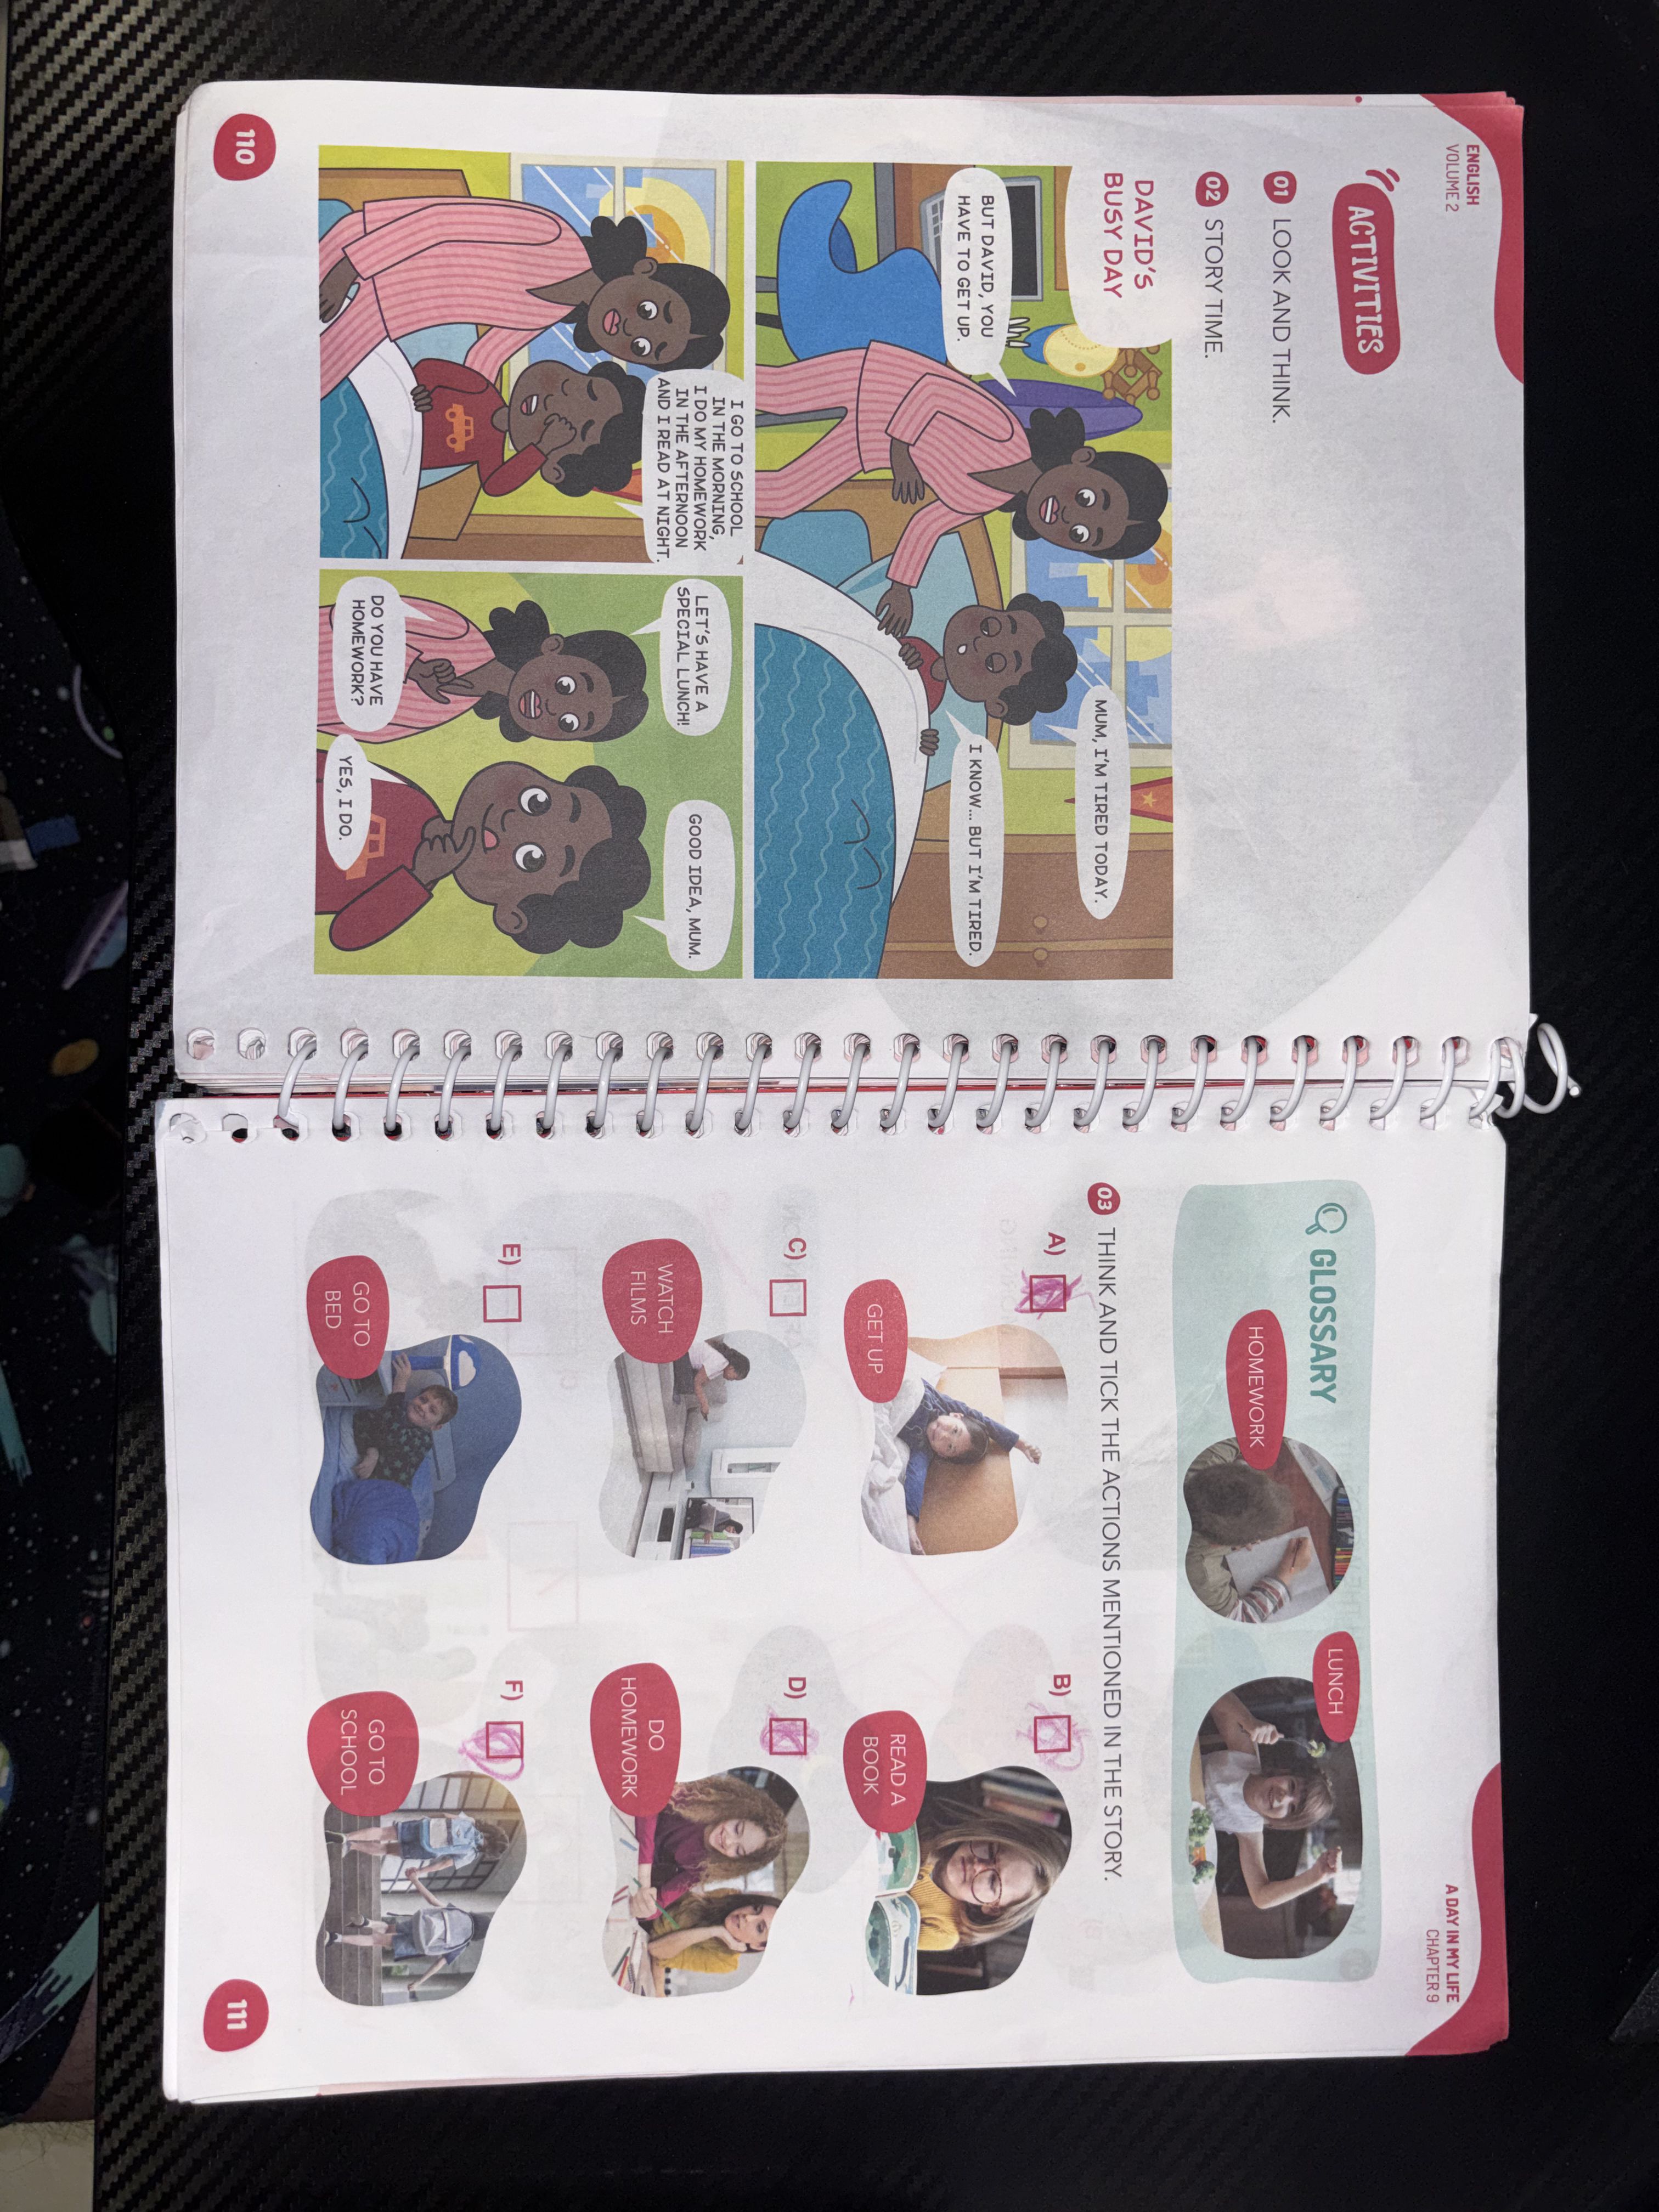 ENGLISH
VOLUME 2
ACTIVITIES
01 LOOK AND THINK.
02 STORY TIME.
DAVID'S
BUSY DAY
MUM, I'M TIRED TODAY.
BUT DAVID, YOU
HAVE TO GET UP.
I KNOW... BUT I'M TIRED.
I GO TO SCHOOL
IN THE MORNING,
I DO MY HOMEWORK
IN THE AFTERNOON
AND I READ AT NIGHT.
LET'S HAVE A
SPECIAL LUNCH!
GOOD IDEA, MUM.
DO YOU HAVE
HOMEWORK?
YES, I DO.
110
A DAY IN MY LIFE
CHAPTER 9
GLOSSARY
HOMEWORK
LUNCH
03 THINK AND TICK THE ACTIONS MENTIONED IN THE STORY.
A)
GET UP
B)
READ A
BOOK
C)
WATCH
FILMS
D)
DO
HOMEWORK
E)
GO TO
BED
F)
GO TO
SCHOOL
111